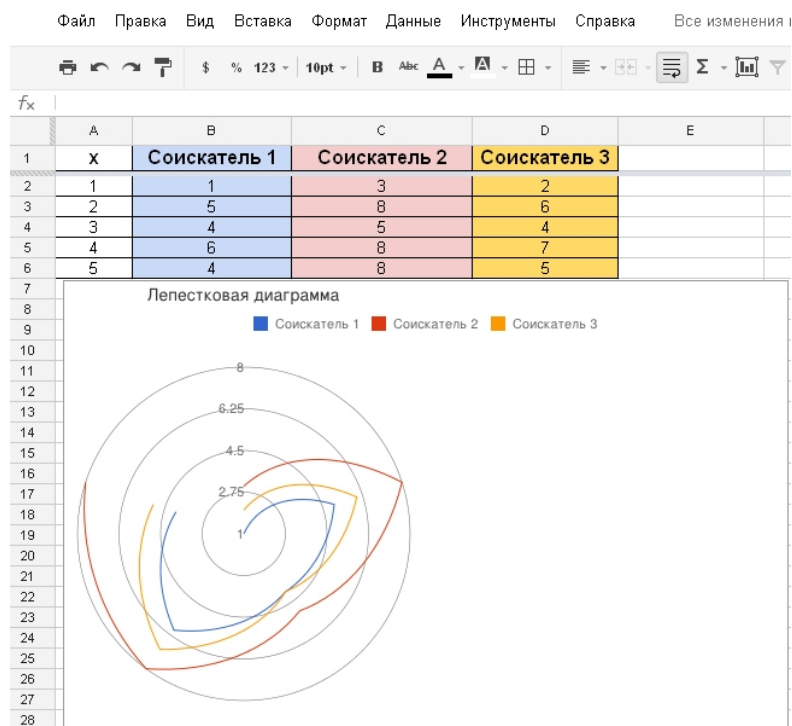 Файл Правка Вид Вставка Формат Данные Инструменты Справка Все изменения
$ % 123 10pt B Abc A A Σ
fx
A B C D E
1 x Соискатель 1 Соискатель 2 Соискатель 3
2 1 1 3 2
3 2 5 8 6
4 3 4 5 4
5 4 6 8 7
6 5 4 8 5
7
Лепестковая диаграмма
8
Соискатель 1 Соискатель 2 Соискатель 3
9
10
11
8
12
13
6.25
14
15
4.5
16
17
2.75
18
19
1
20
21
22
23
24
25
26
27
28